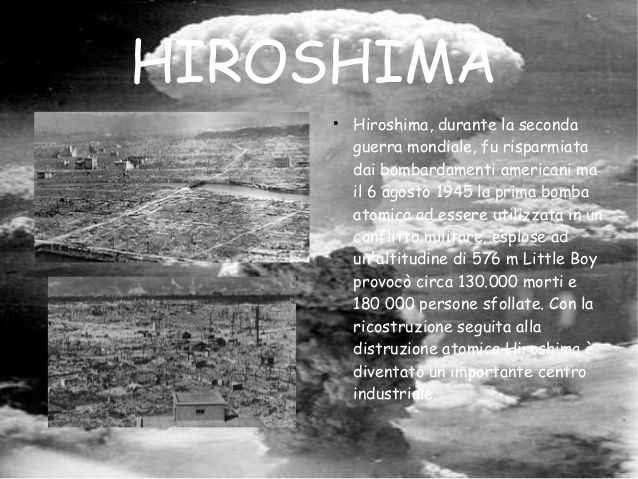 HIROSHIMA
• Hiroshima, durante la seconda
guerra mondiale, fu risparmiata
dai bombardamenti americani ma
il 6 agosto 1945 la prima bomba
atomica ad essere utilizzata in un
conflitto militare, esplose ad
un'altitudine di 576 m Little Boy
provocò circa 130.000 morti e
180 000 persone sfollate. Con la
ricostruzione seguita alla
distruzione atomica Hiroshima è
diventato un importante centro
industriale.